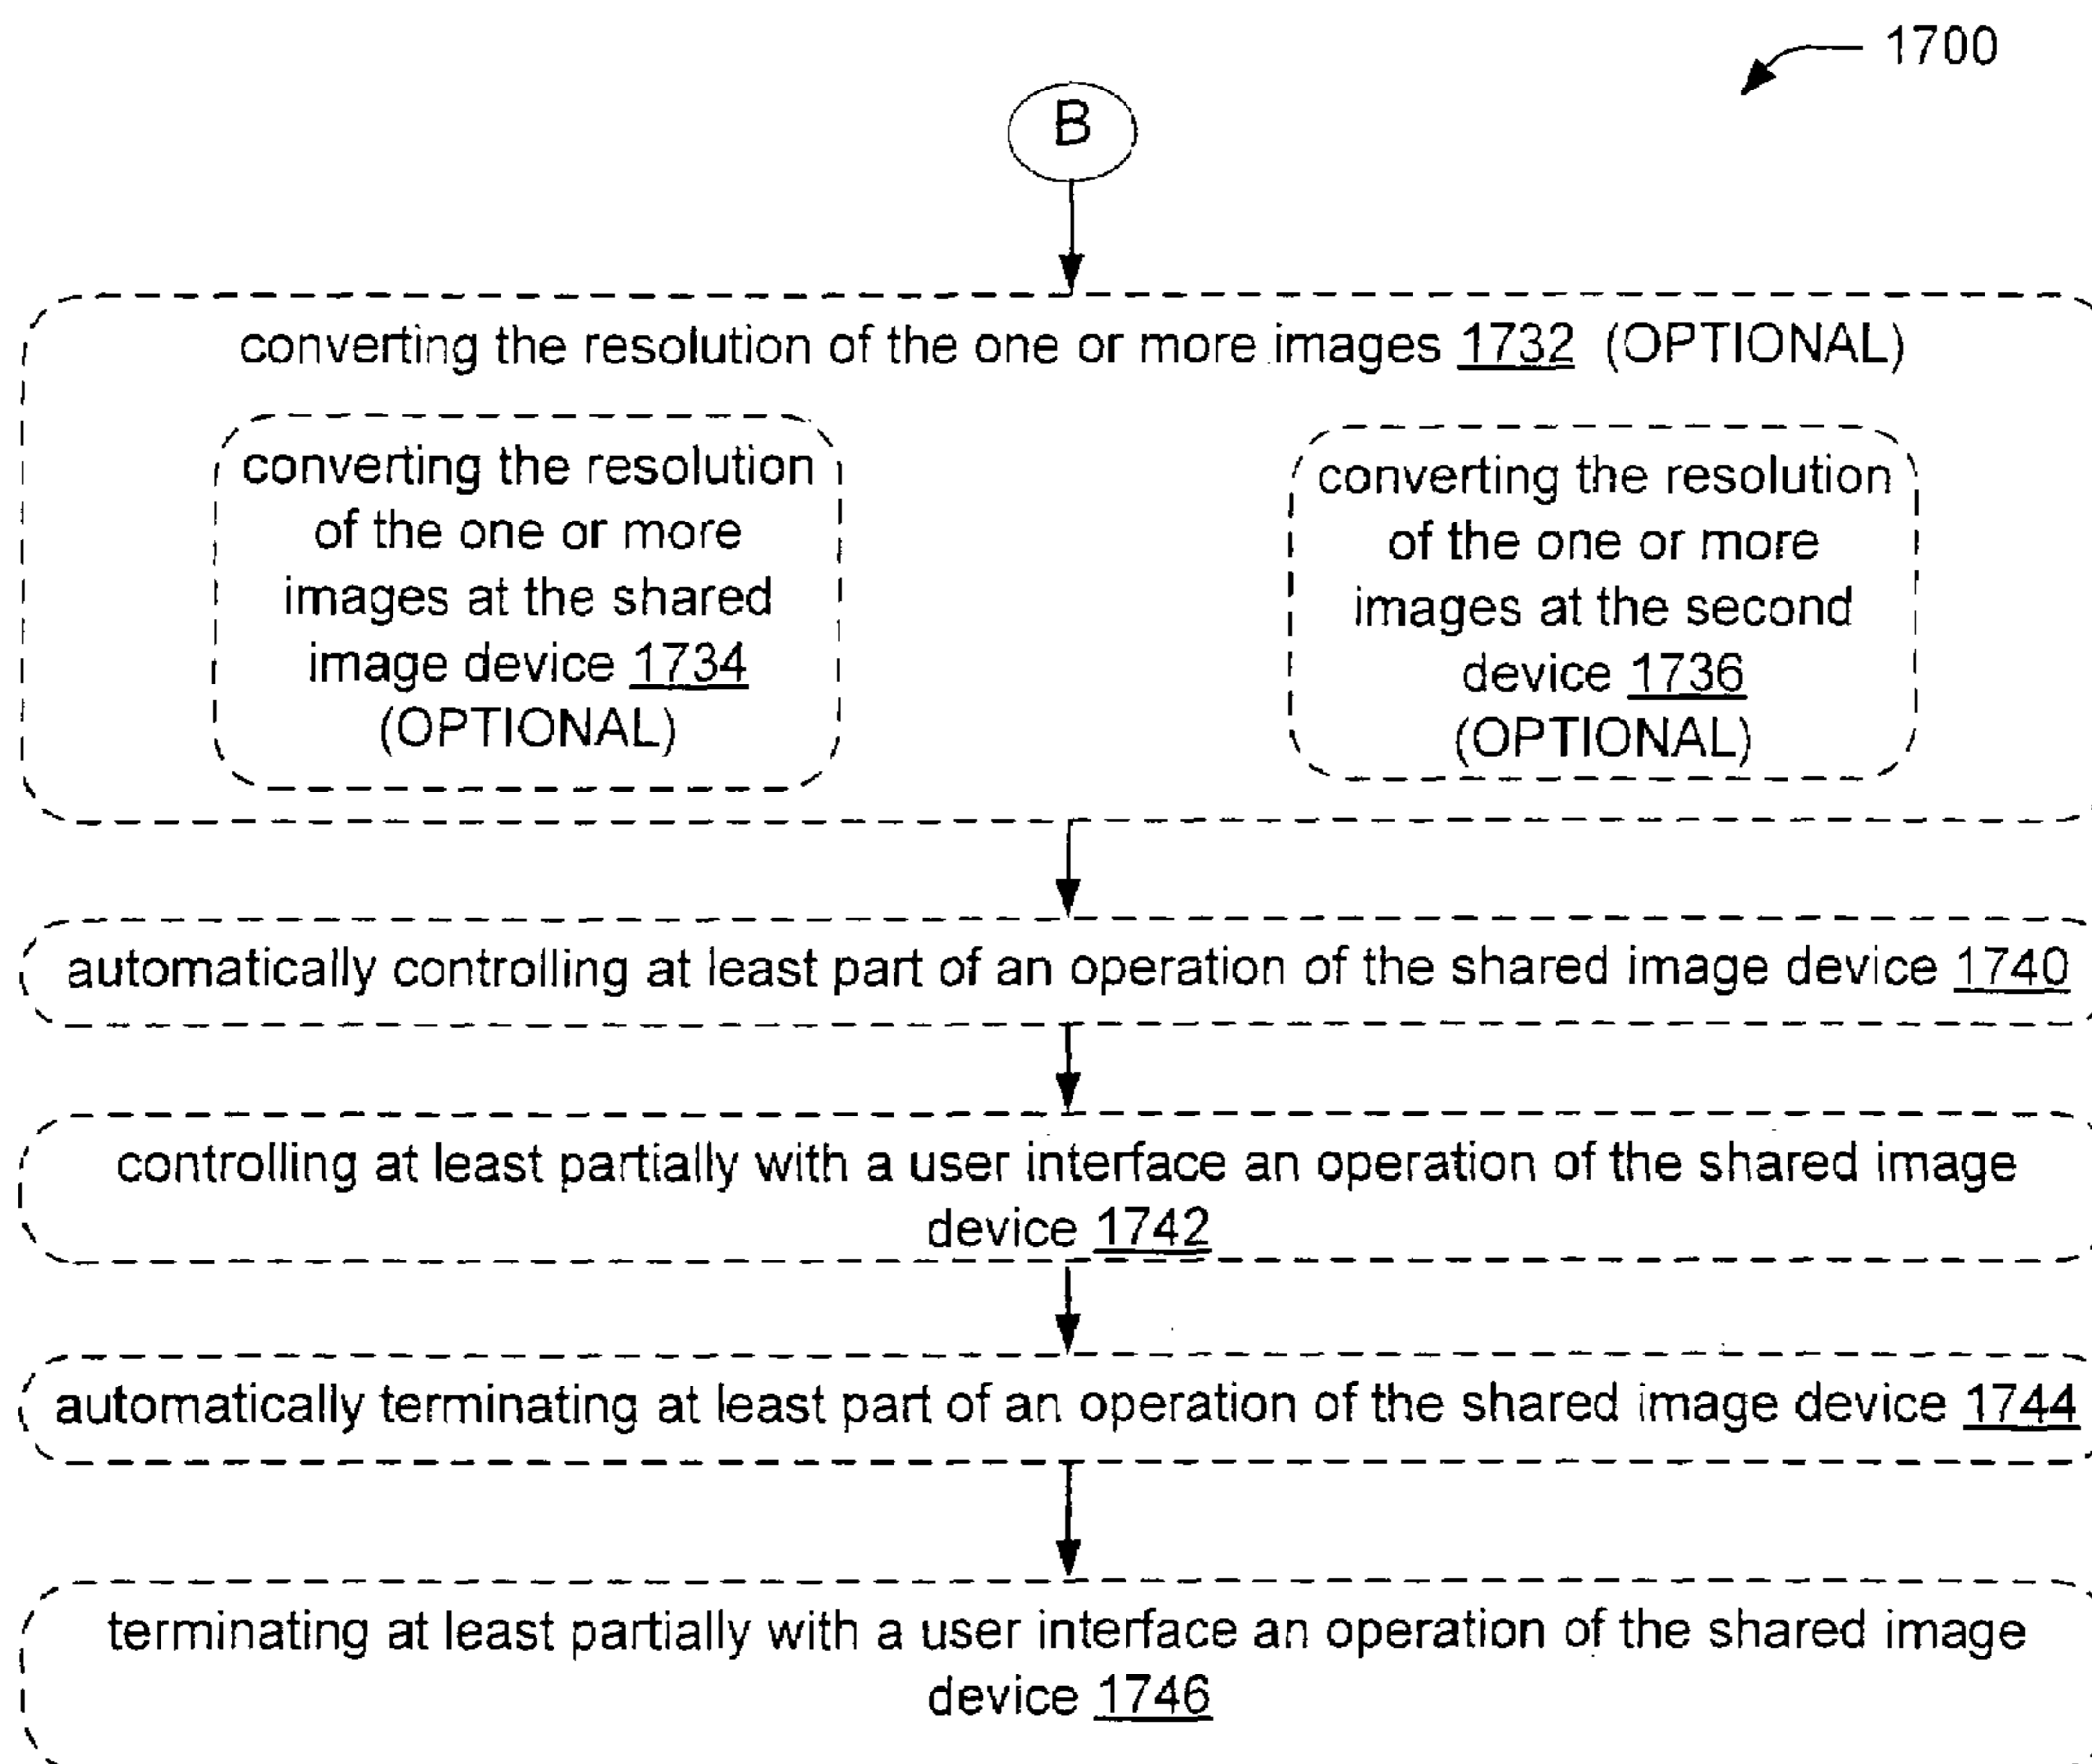 1700
B
converting the resolution of the one or more images 1732 (OPTIONAL)
converting the resolution
of the one or more
images at the shared
image device 1734
(OPTIONAL)
converting the resolution
of the one or more
images at the second
device 1736
(OPTIONAL)
automatically controlling at least part of an operation of the shared image device 1740
controlling at least partially with a user interface an operation of the shared image
device 1742
automatically terminating at least part of an operation of the shared image device 1744
terminating at least partially with a user interface an operation of the shared image
device 1746